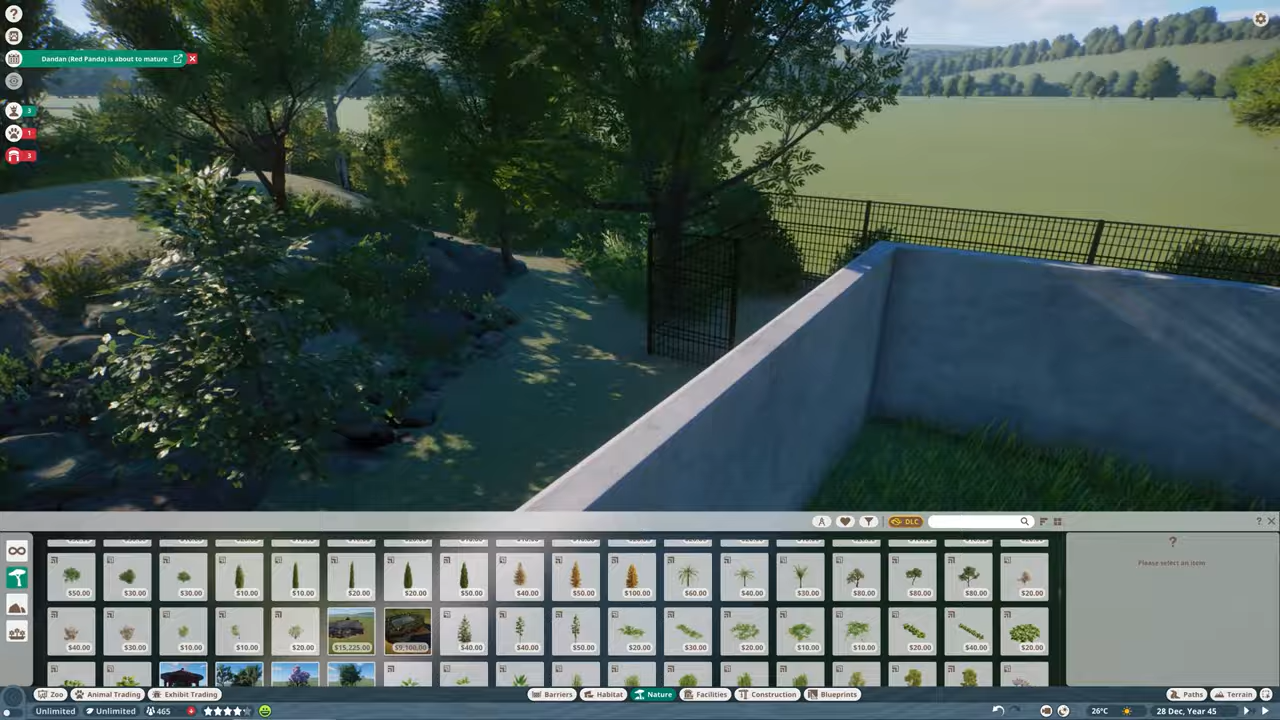 ?
Dandan (Red Panda) is about to mature
3
1
3
DLC
?
$50.00 $30.00 $30.00 $10.00 $10.00 $20.00 $20.00 $50.00 $40.00 $50.00 $100.00 $60.00 $40.00 $30.00 $80.00 $80.00 $80.00 $20.00
?
Please select an item
$40.00 $30.00 $10.00 $10.00 $20.00 $15,225.00 $9,100.00 $40.00 $40.00 $50.00 $20.00 $30.00 $20.00 $10.00 $10.00 $20.00 $40.00 $10.00
Zoo Animal Trading Exhibit Trading Barriers Habitat Nature Facilities Construction Blueprints Paths Terrain
Unlimited Unlimited 465 26°C 28 Dec, Year 45